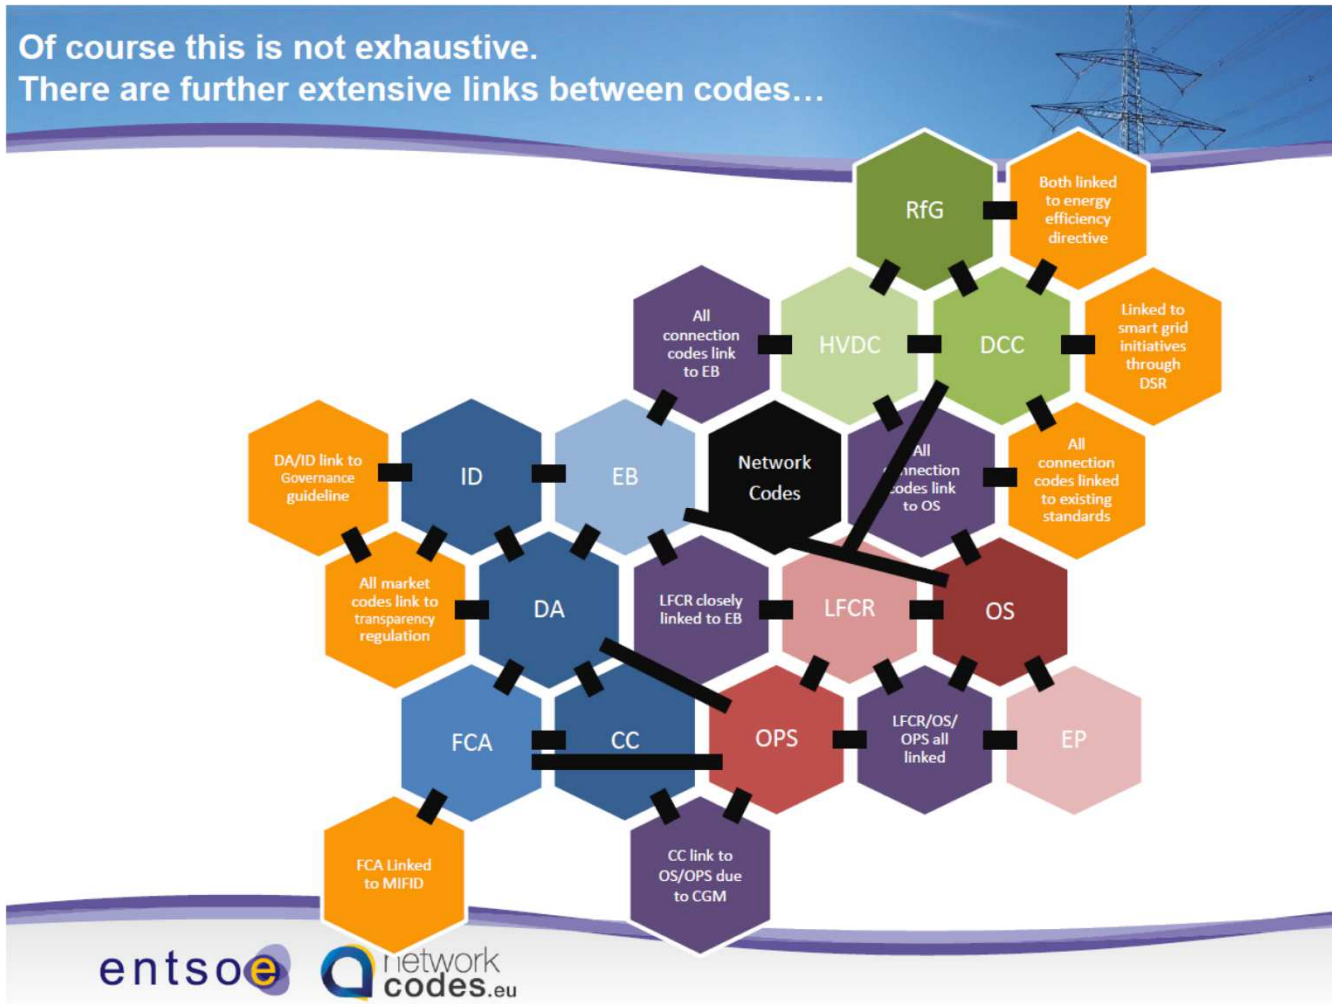 Of course this is not exhaustive.
There are further extensive links between codes…
RfG
Both linked
to energy
efficiency
directive
All
connection
codes link
to EB
HVDC
DCC
Linked to
smart grid
initiatives
through
DSR
DA/ID link to
Governance
guideline
ID
EB
Network
Codes
All
connection
codes link
to OS
All
connection
codes linked
to existing
standards
All market
codes link to
transparency
regulation
DA
LFCR closely
linked to EB
LFCR
OS
FCA
CC
OPS
LFCR/OS/
OPS all
linked
EP
FCA Linked
to MIFID
CC link to
OS/OPS due
to CGM
entsoe
network
codes.eu